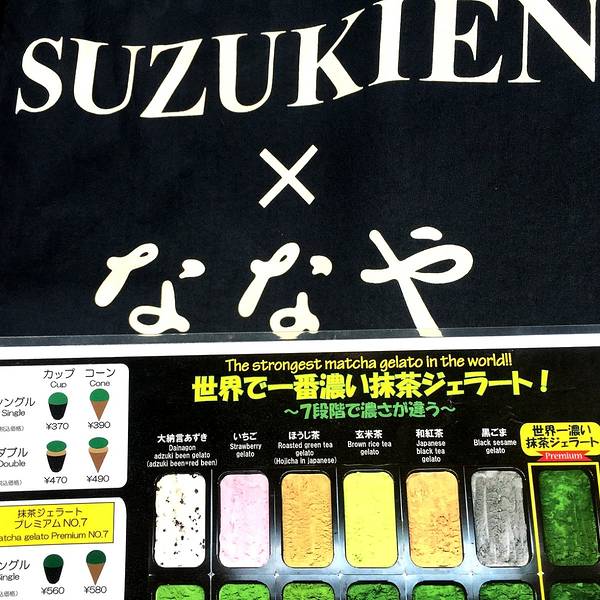 SUZUKIEN
×
ななや
The strongest matcha gelato in the world!!
世界で一番濃い抹茶ジェラート！
～7段階で濃さが違う～
カップ コーン
Cup Cone
シングル
Single
¥370 ¥390
ダブル
Double
¥470 ¥490
抹茶ジェラート
プレミアム NO.7
atcha gelato Premium NO.7
ングル
Single
¥560 ¥580
大納言あずき
Dainagon
adzuki been gelato
(adzuki been=red been)
いちご
Strawberry
gelato
ほうじ茶
Roasted green tea
gelato
(Hojicha in japanese)
玄米茶
Brown rice tea
gelato
和紅茶
Japanese
black tea
gelato
黒ごま
Black sesame
gelato
世界一濃い
抹茶ジェラート
Premium